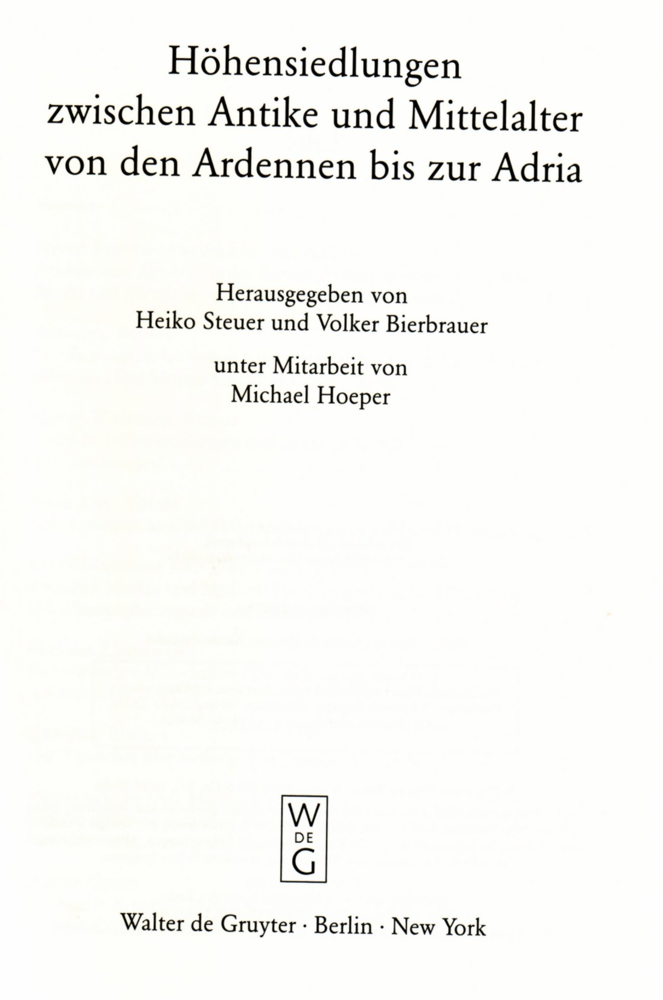 Höhensiedlungen
zwischen Antike und Mittelalter
von den Ardennen bis zur Adria
Herausgegeben von
Heiko Steuer und Volker Bierbrauer
unter Mitarbeit von
Michael Hoeper
W
DE
G
Walter de Gruyter · Berlin · New York